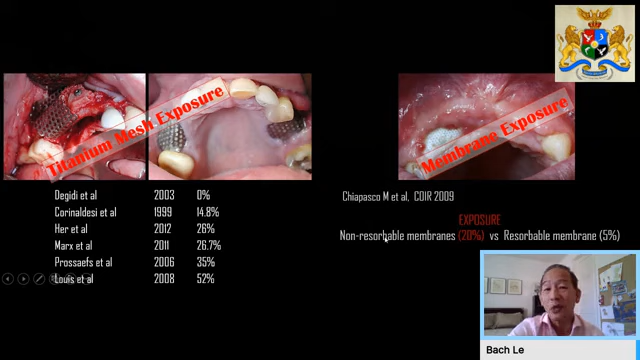 Titanium Mesh Exposure
Membrane Exposure
Degidi et al 2003 0%
Corinaldesi et al 1999 14.8%
Her et al 2012 26%
Marx et al 2011 26.7%
Prossaefs et al 2006 35%
Louis et al 2008 52%
Chiapasco M et al, COIR 2009
EXPOSURE
Non-resorbable membranes (20%) vs Resorbable membrane (5%)
Bach Le